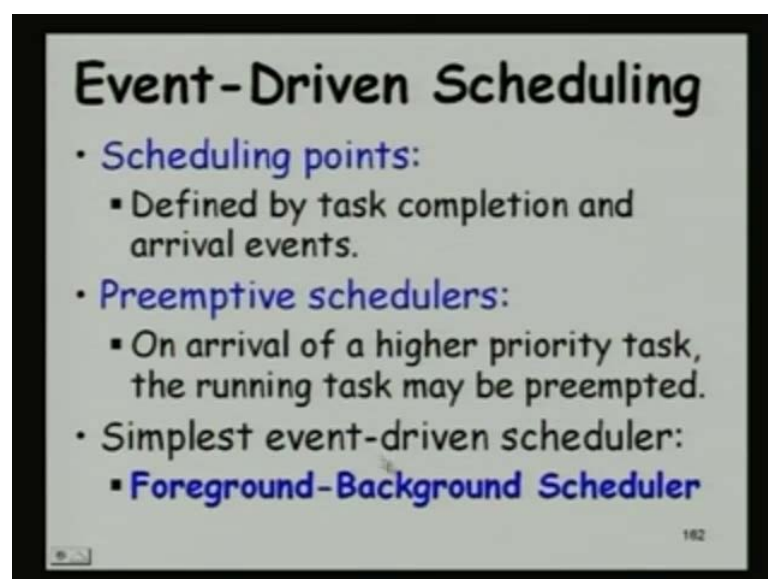 Event-Driven Scheduling
• Scheduling points:
▪ Defined by task completion and
arrival events.
• Preemptive schedulers:
▪ On arrival of a higher priority task,
the running task may be preempted.
• Simplest event-driven scheduler:
▪ Foreground-Background Scheduler
162